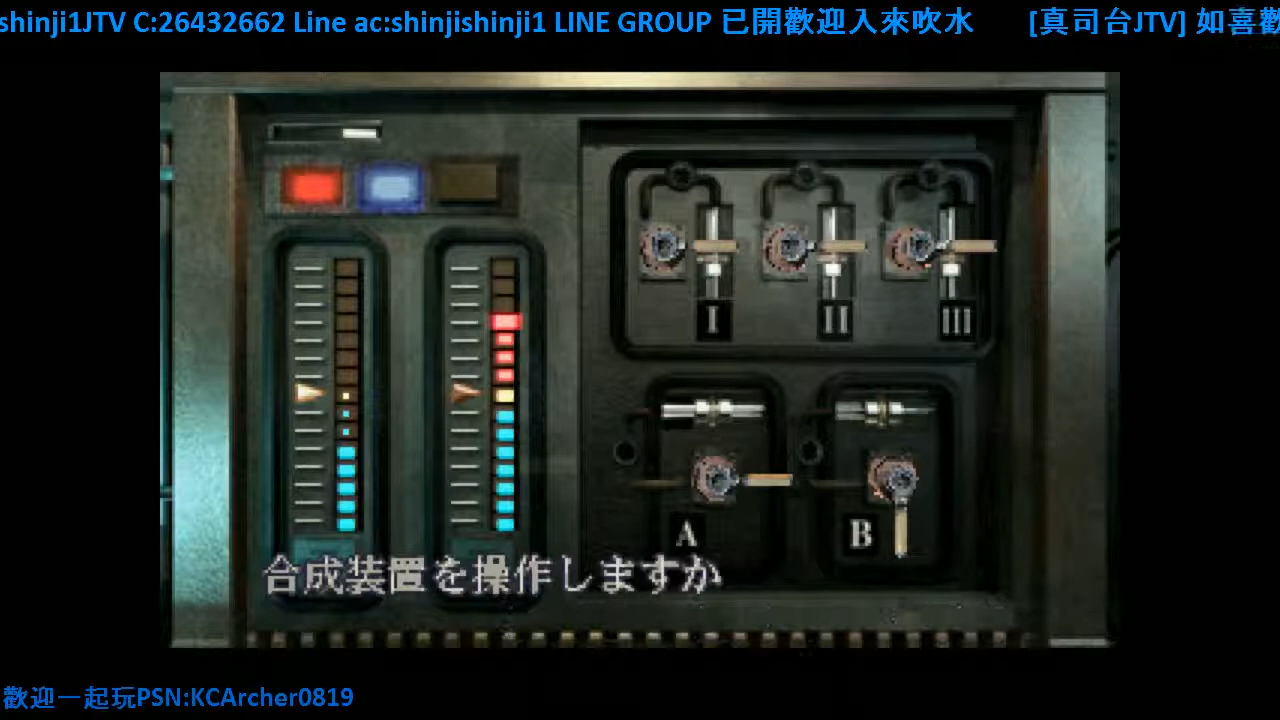 shinji1JTV C:26432662 Line ac:shinjishinji1 LINE GROUP 已開歡迎入來吹水 [真司台JTV] 如喜歡
I II III
A B
合成装置を操作しますか
歡迎一起玩PSN:KCArcher0819